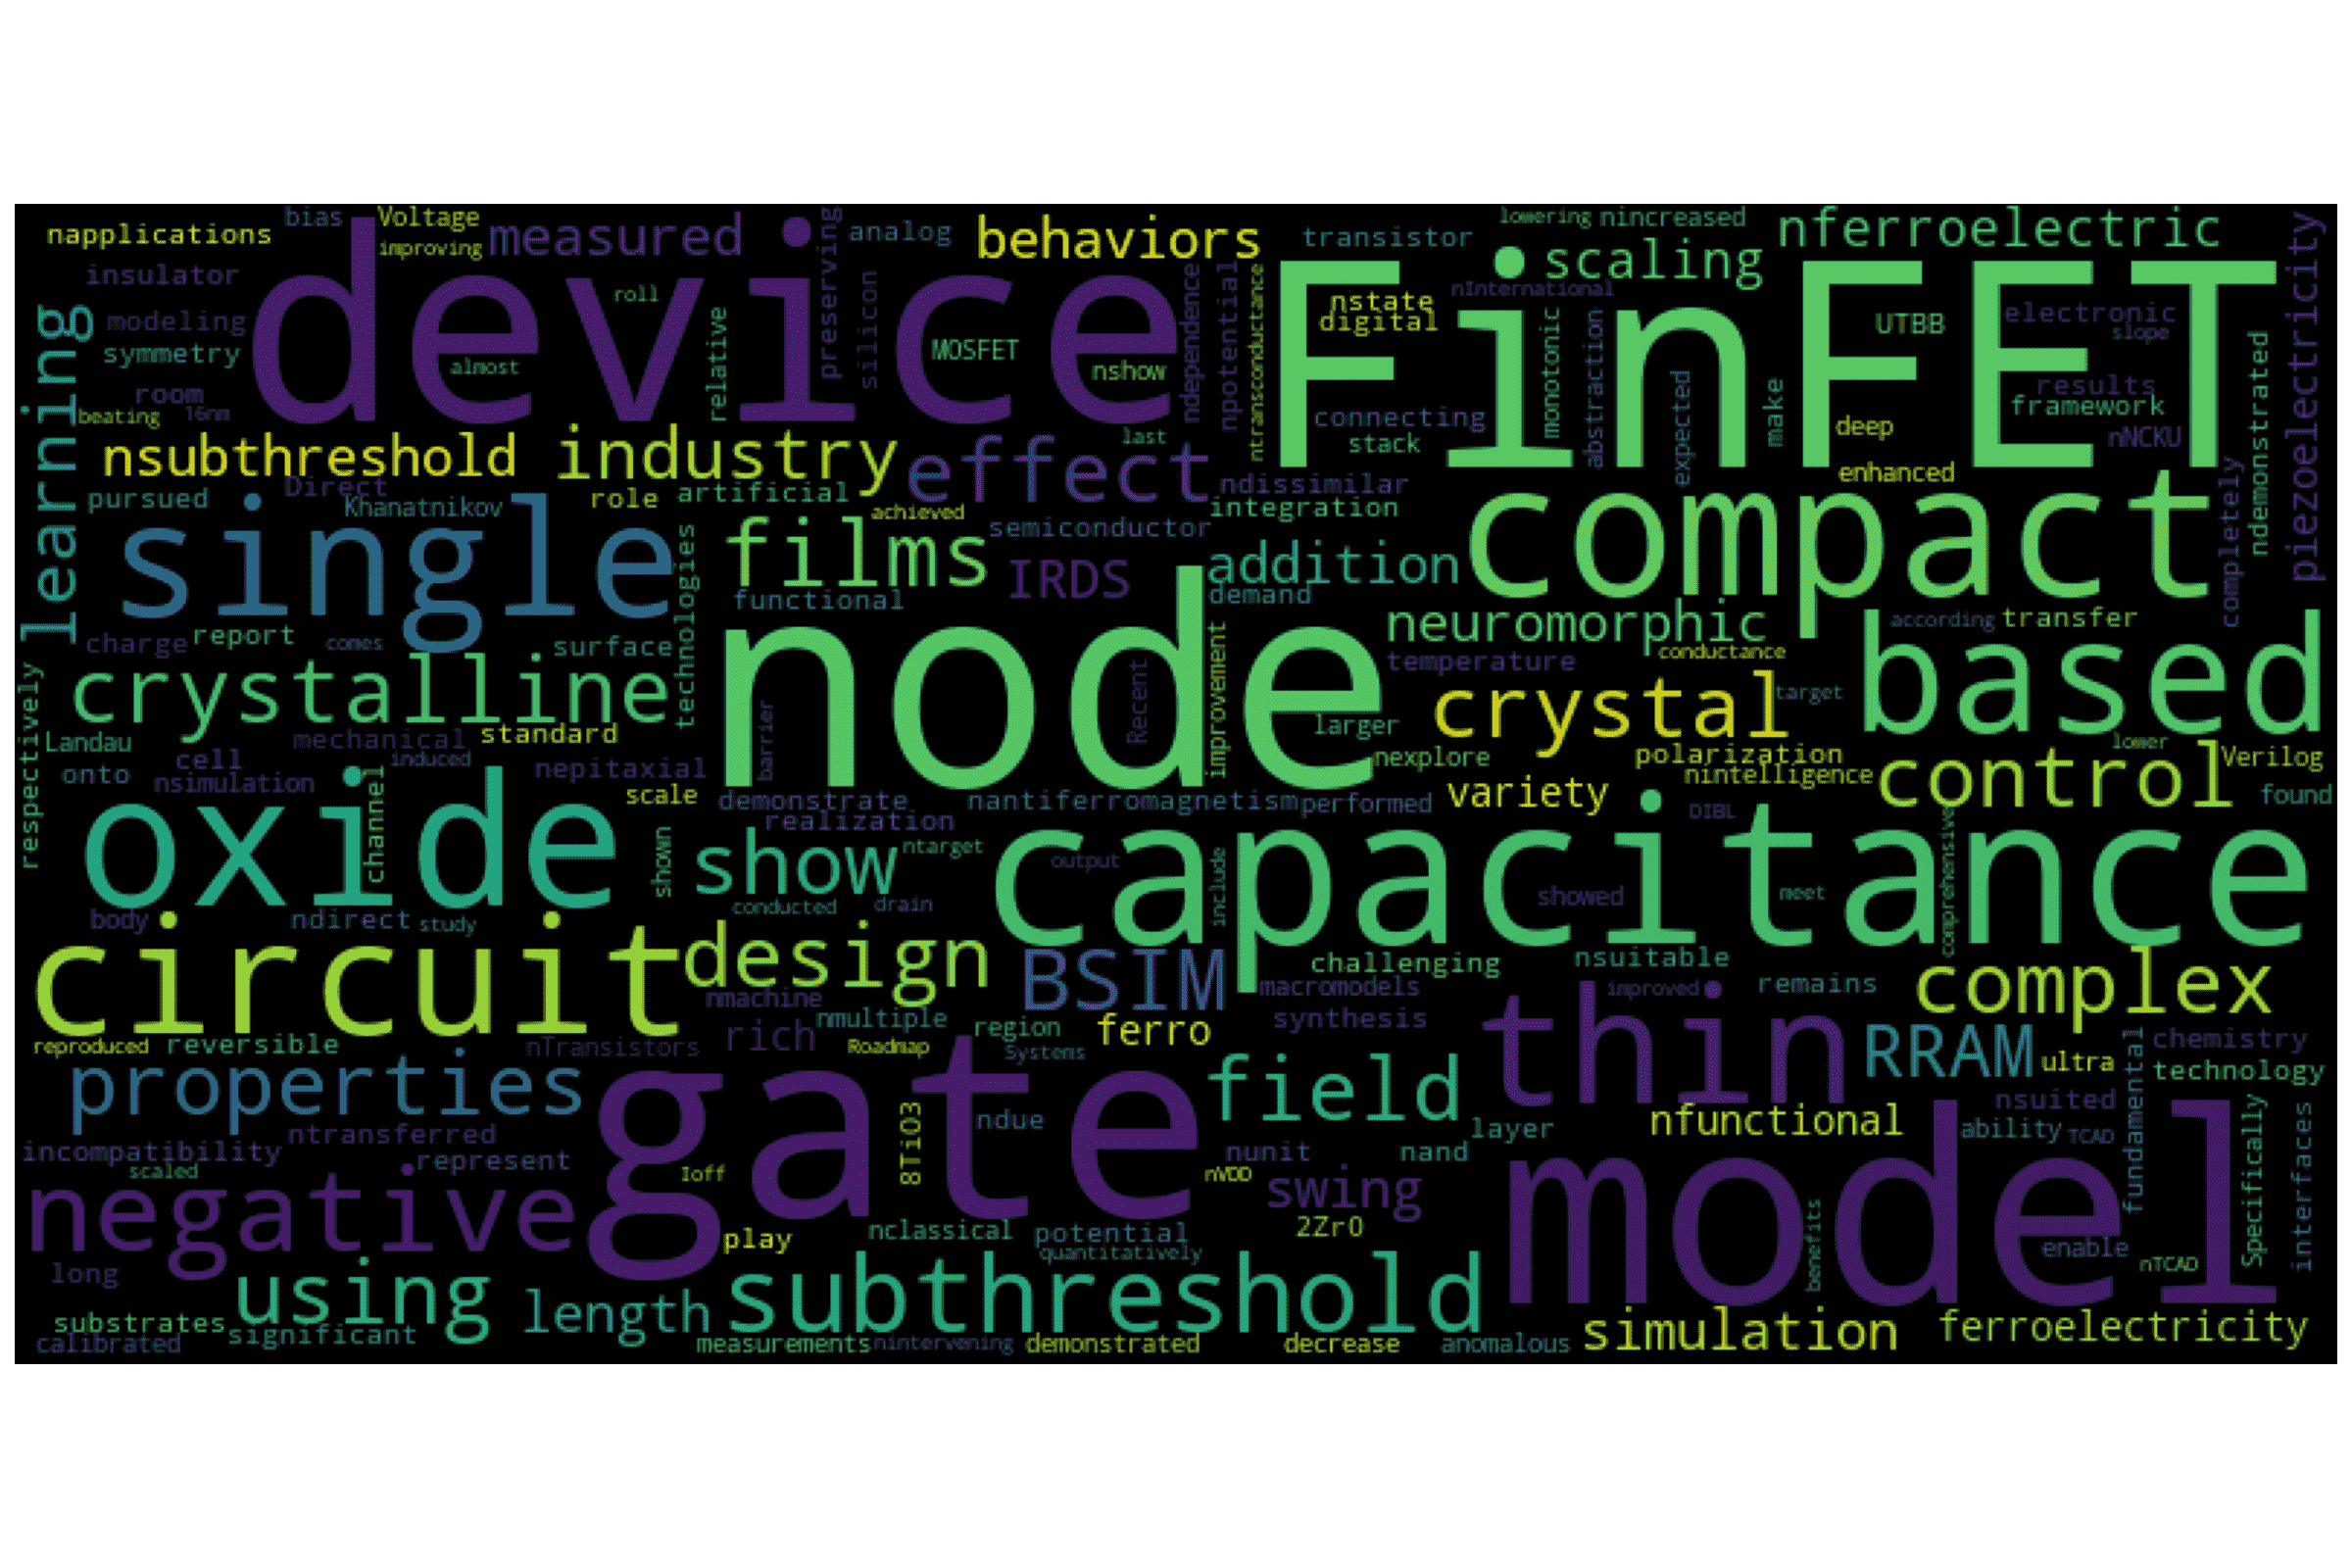 napplications
bias
Voltage
improving
measured
analog
behaviors
transistor
lowering
nincreased
nferroelectric
piezoelectricity
insulator
modeling
symmetry
room
beating
16nm
learning
device
roll
almost
relative
preserving
silicon
MOSFET
nshow
last
ndependence
npotential
ntransconductance
FinFET
scaling
nInternational
nstate
digital
connecting
stack
monotonic
abstraction
expected
make
UTBB
deep
enhanced
electronic
slope
results
framework
nNCKU
ndemonstrated
completely
nsubthreshold
industry
effect
Direct
pursued
Khanatnikov
role
artificial
achieved
ndissimilar
integration
semiconductor
single
technologies
films
functional
IRDS
addition
demand
compact
charge
report
comes
surface
neuromorphic
temperature
conductance
according
transfer
based
respectively
crystalline
Landau
onto
mechanical
standard
cell
nsimulation
induced
nepitaxial
scale
node
barrier
Recent
improvement
larger
nexplore
crystal
target
polarization
nintelligence
variety
lower
Verilog
control
found
demonstrate
realization
nantiferromagnetism
performed
DIBL
oxide
channel
shown
show
ntarget
conducted
drain
output
include
capacitance
showed
meet
comprehensive
body
ndirect
study
circuit
design
BSIM
challenging
macromodels
synthesis
nsuitable
improved
remains
complex
nmachine
rich
nmultiple
Roadmap
region
Systems
ferro
reproduced
reversible
nTransistors
thin
RRAM
ultra
fundamental
chemistry
technology
properties
gate
8TiO3
ndue
field
layer
nfunctional
nsuited
ability
TCAD
Specifically
interfaces
incompatibility
ntransferred
scaled
represent
Ioff
nunit
nVDD
nand
swing
2ZrO
negative
play
nclassical
potential
quantitatively
model
benefits
enable
nTCAD
long
substrates
calibrated
using
significant
length
subthreshold
measurements
nintervening
demonstrated
decrease
anomalous
simulation
ferroelectricity